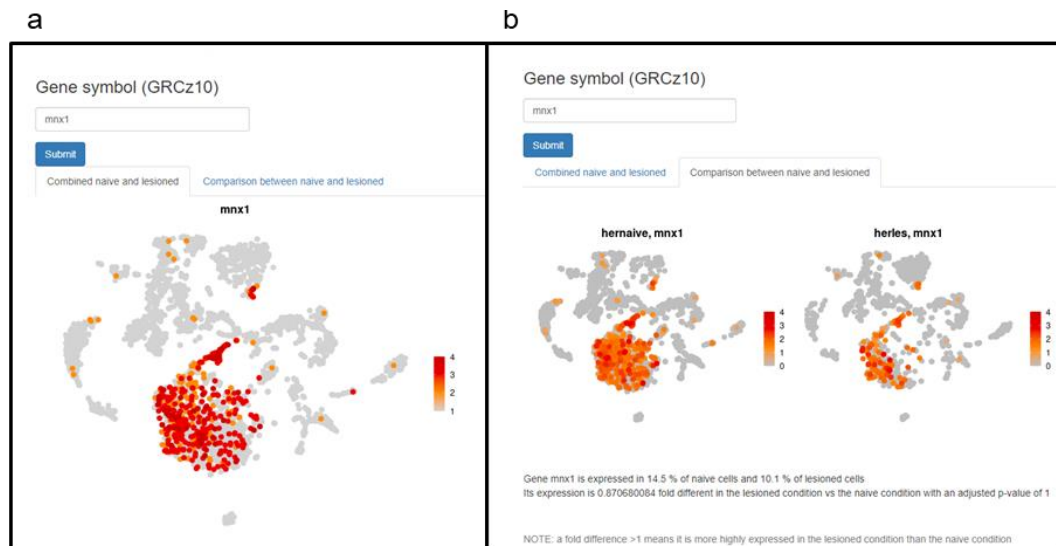 a
Gene symbol (GRCz10)
mnx1
Submit
Combined naive and lesioned
Comparison between naive and lesioned
mnx1
4
3
2
1
b
Gene symbol (GRCz10)
mnx1
Submit
Combined naive and lesioned
Comparison between naive and lesioned
hernaive, mnx1
4
3
2
1
0
herles, mnx1
4
3
2
1
0
Gene mnx1 is expressed in 14.5 % of naive cells and 10.1 % of lesioned cells
Its expression is 0.870680084 fold different in the lesioned condition vs the naive condition with an adjusted p-value of 1
NOTE: a fold difference >1 means it is more highly expressed in the lesioned condition than the naive condition